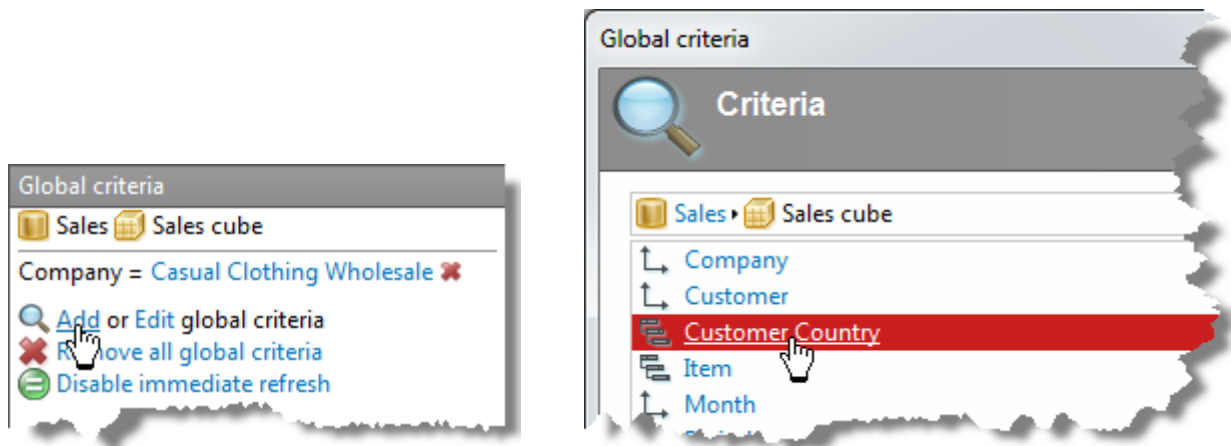 Global criteria
Sales Sales cube
Company = Casual Clothing Wholesale
Add or Edit global criteria
Remove all global criteria
Disable immediate refresh
Global criteria
Criteria
Sales Sales cube
Company
Customer
Customer Country
Item
Month